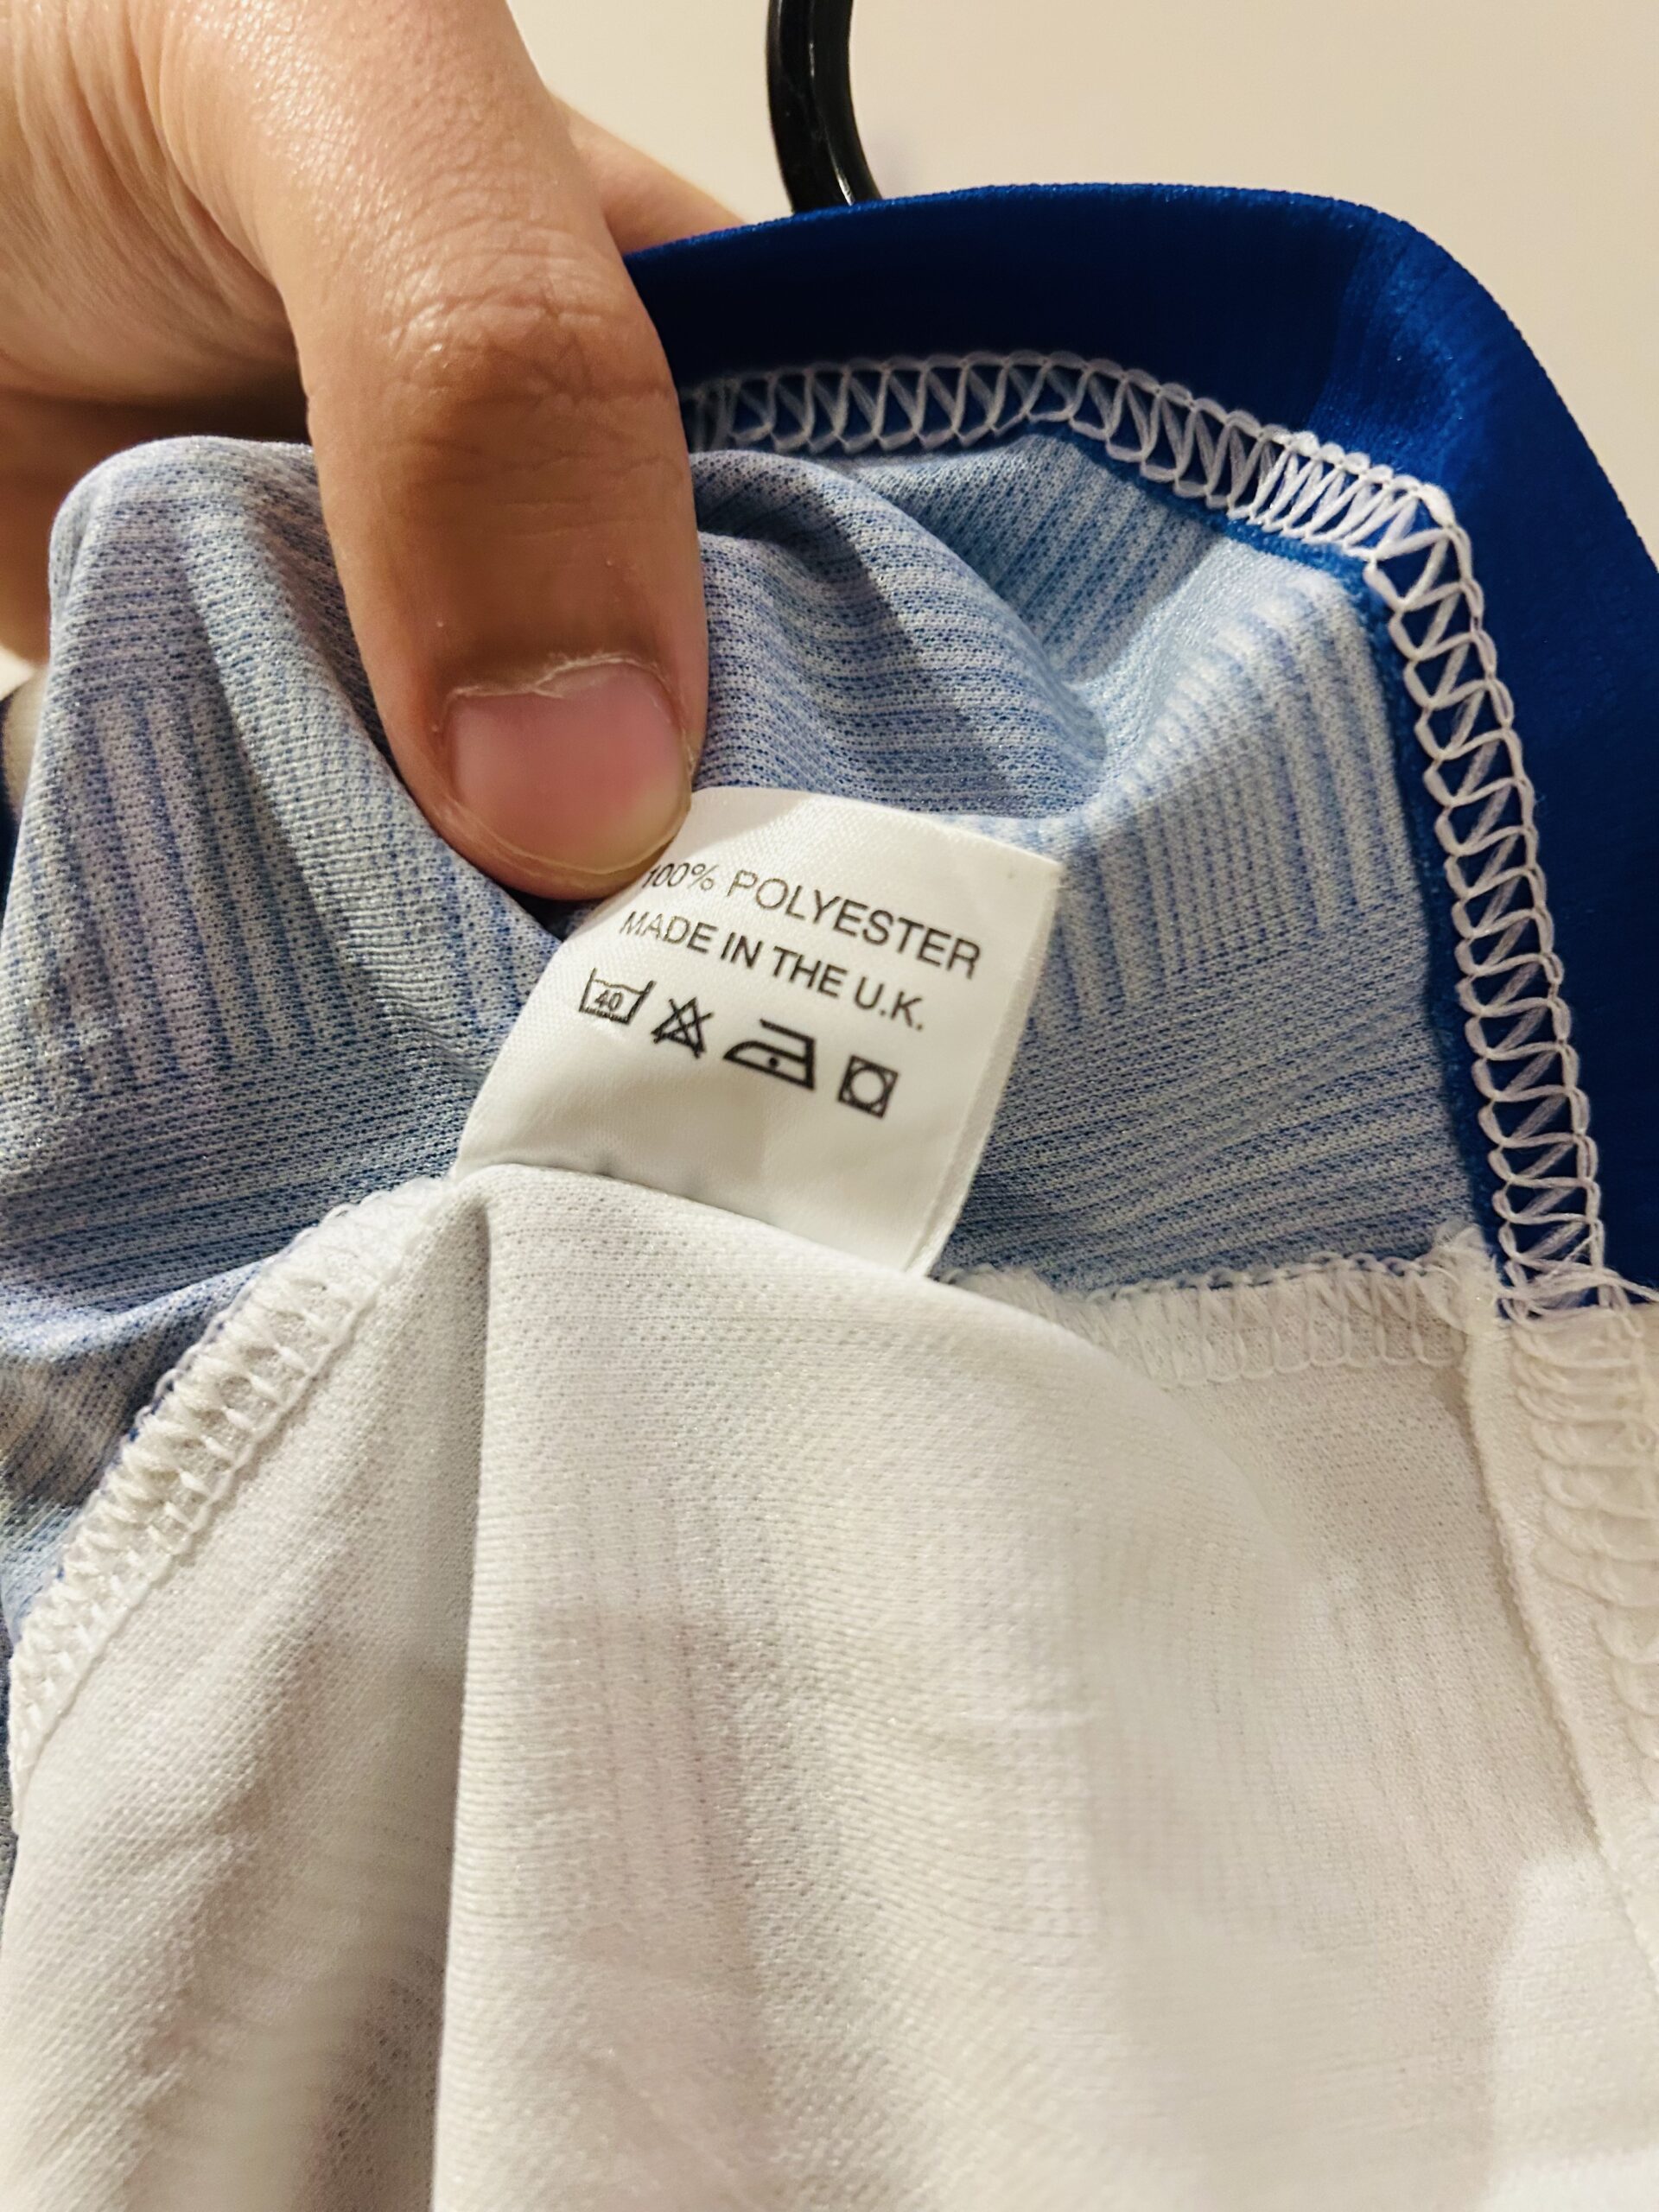 100% POLYESTER
MADE IN THE U.K.
40